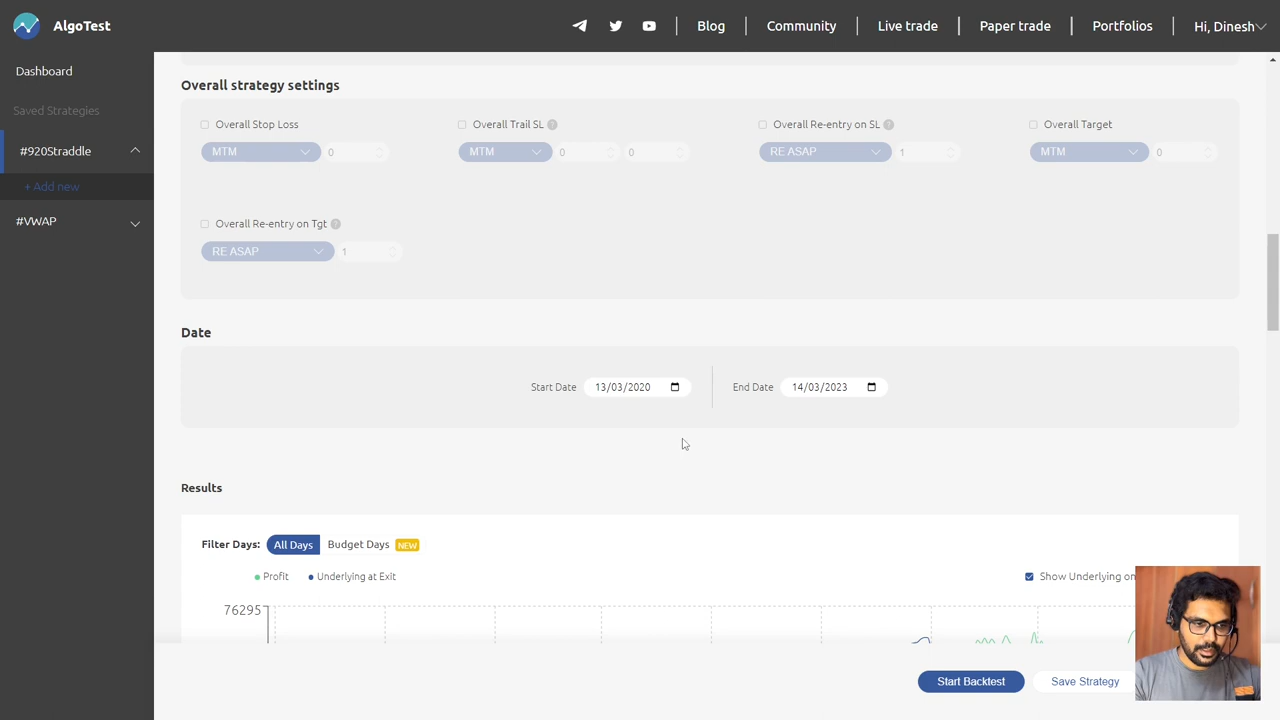 AlgoTest
Blog
Community
Live trade
Paper trade
Portfolios
Hi, Dinesh
Dashboard
Saved Strategies
#920Straddle
+ Add new
#VWAP
Overall strategy settings
Overall Stop Loss
Overall Trail SL ?
Overall Re-entry on SL ?
Overall Target
MTM 0
MTM 0 0
RE ASAP 1
MTM 0
Overall Re-entry on Tgt ?
RE ASAP 1
Date
Start Date 13/03/2020
End Date 14/03/2023
Results
Filter Days: All Days Budget Days NEW
Profit Underlying at Exit
Show Underlying on
76295
Start Backtest
Save Strategy